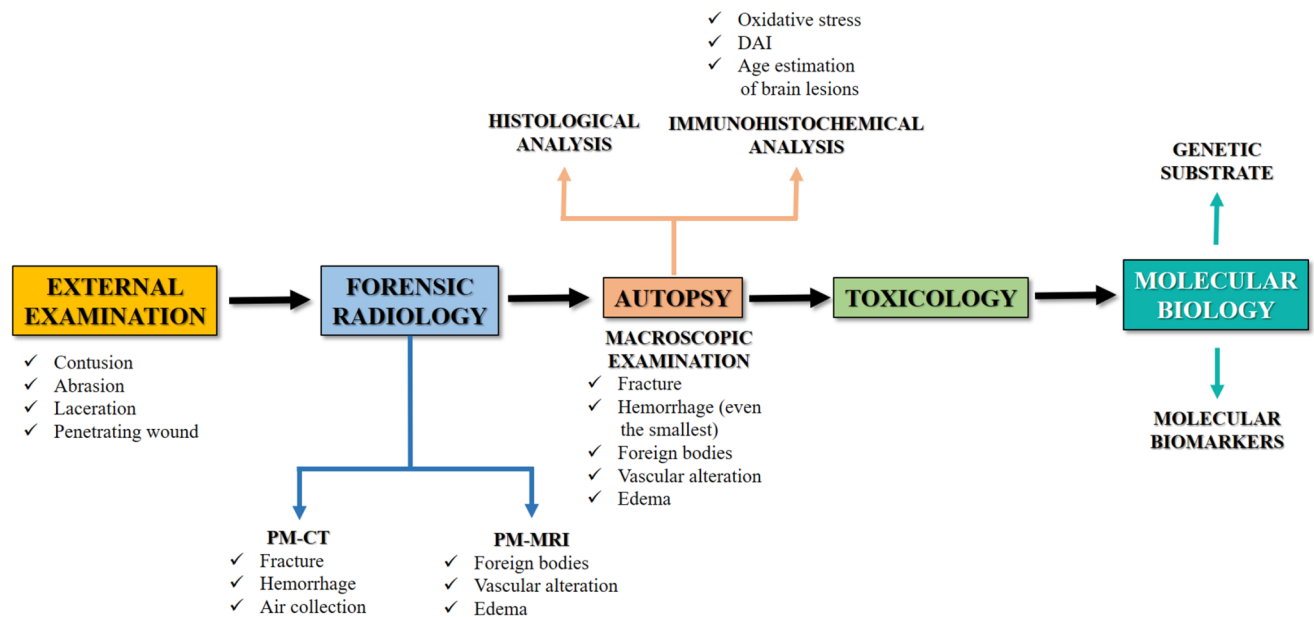 ✓ Oxidative stress
✓ DAI
✓ Age estimation
of brain lesions
HISTOLOGICAL
ANALYSIS
IMMUNOHISTOCHEMICAL
ANALYSIS
GENETIC
SUBSTRATE
EXTERNAL
EXAMINATION
FORENSIC
RADIOLOGY
AUTOPSY
TOXICOLOGY
MOLECULAR
BIOLOGY
✓ Contusion
✓ Abrasion
✓ Laceration
✓ Penetrating wound
MACROSCOPIC
EXAMINATION
✓ Fracture
✓ Hemorrhage (even
the smallest)
✓ Foreign bodies
✓ Vascular alteration
✓ Edema
MOLECULAR
BIOMARKERS
PM-CT
✓ Fracture
✓ Hemorrhage
✓ Air collection
PM-MRI
✓ Foreign bodies
✓ Vascular alteration
✓ Edema